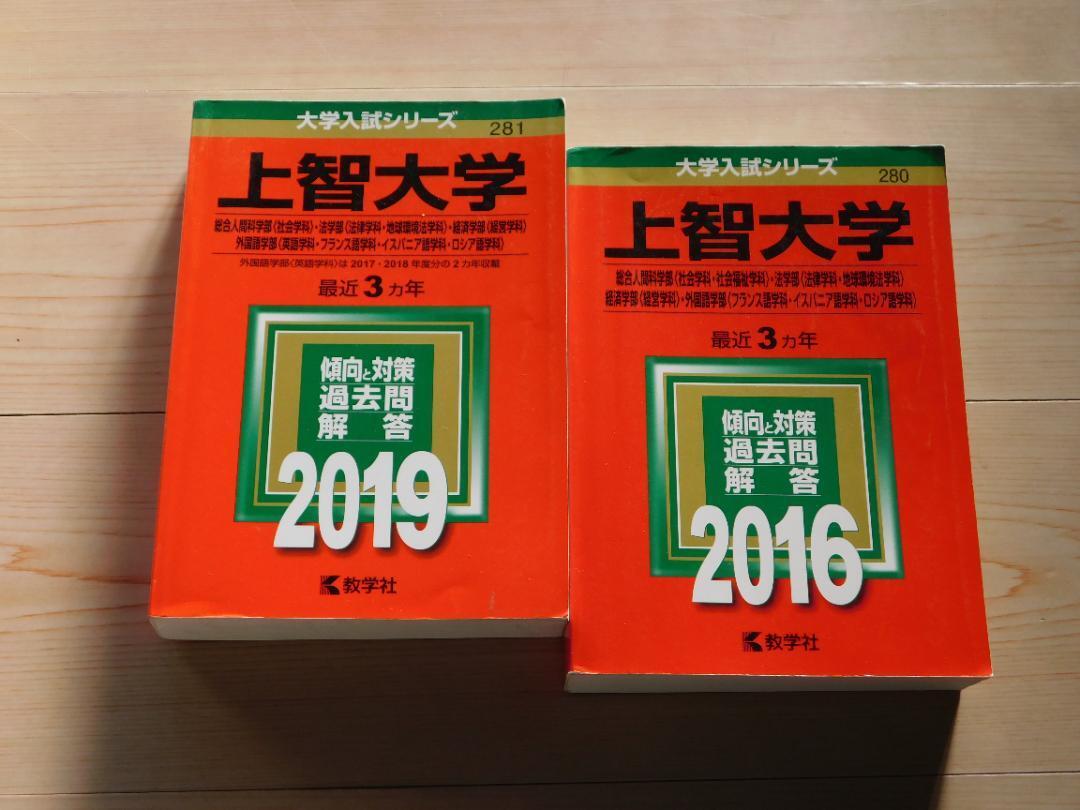 大学入試シリーズ
281
上智大学
総合人間科学部〈社会学科〉・法学部〈法律学科・地球環境法学科〉・経済学部〈経営学科〉
外国語学部〈英語学科・フランス語学科・イスパニア語学科・ロシア語学科〉
外国語学部〈英語学科〉は2017・2018年度分の2カ年収載
最近3カ年
傾向と対策
過去問
解答
2019
教学社
大学入試シリーズ
280
上智大学
総合人間科学部〈社会学科・社会福祉学科〉・法学部〈法律学科・地球環境法学科〉
経済学部〈経営学科〉・外国語学部〈フランス語学科・イスパニア語学科・ロシア語学科〉
最近3カ年
傾向と対策
過去問
解答
2016
教学社